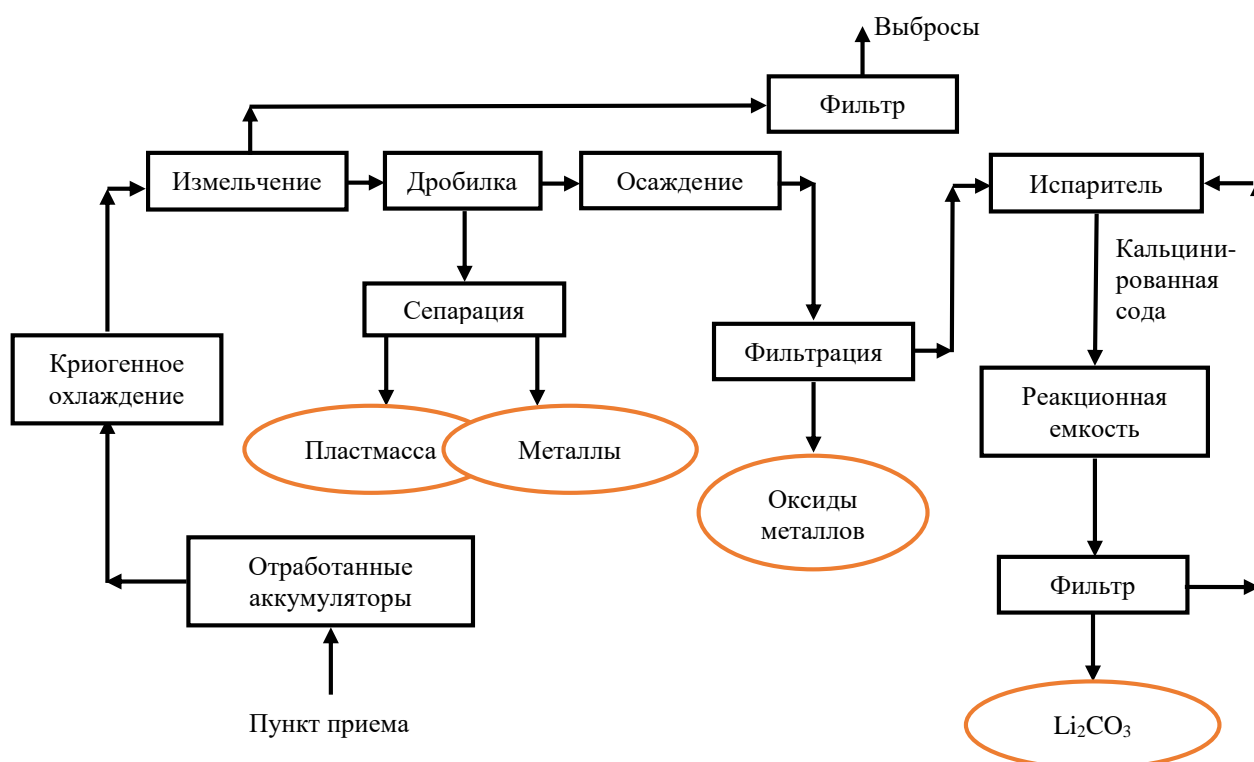 Выбросы
Фильтр
Измельчение
Дробилка
Осаждение
Испаритель
Кальцини-
рованная
сода
Сепарация
Фильтрация
Криогенное
охлаждение
Реакционная
емкость
Пластмасса
Металлы
Оксиды
металлов
Отработанные
аккумуляторы
Фильтр
Пункт приема
Li₂CO₃